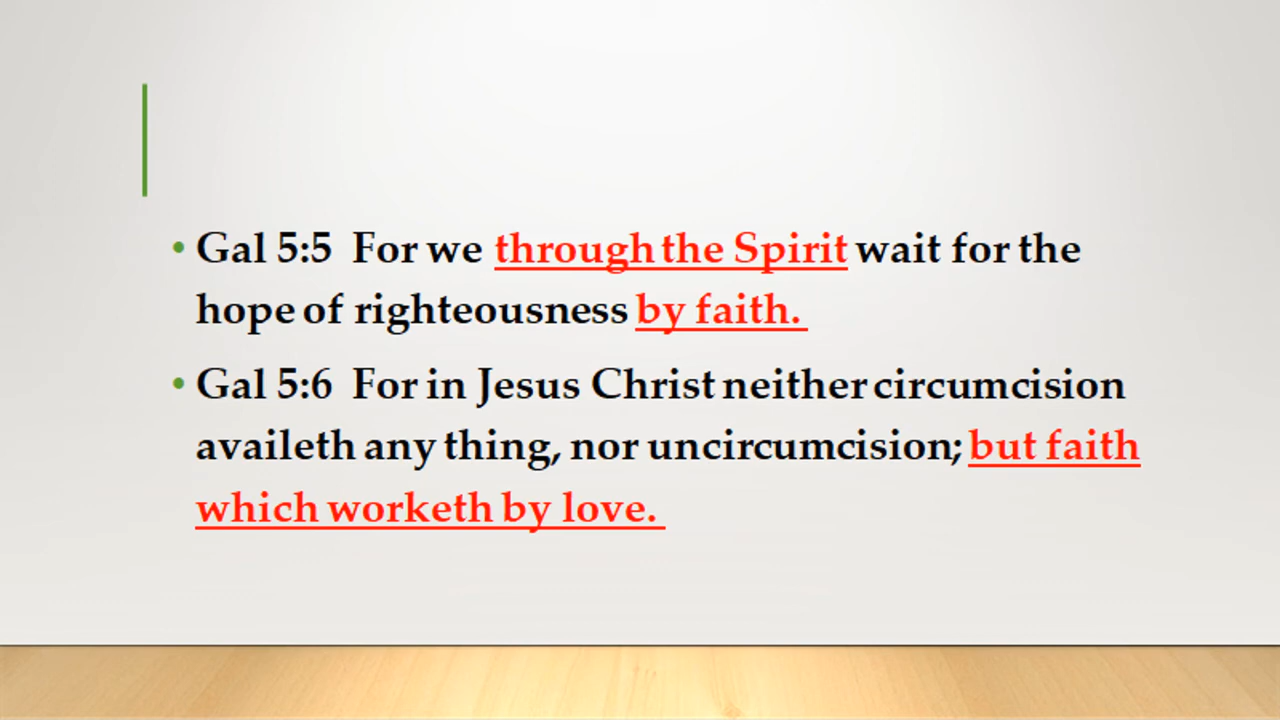 • Gal 5:5 For we through the Spirit wait for the
hope of righteousness by faith.
• Gal 5:6 For in Jesus Christ neither circumcision
availeth any thing, nor uncircumcision; but faith
which worketh by love.